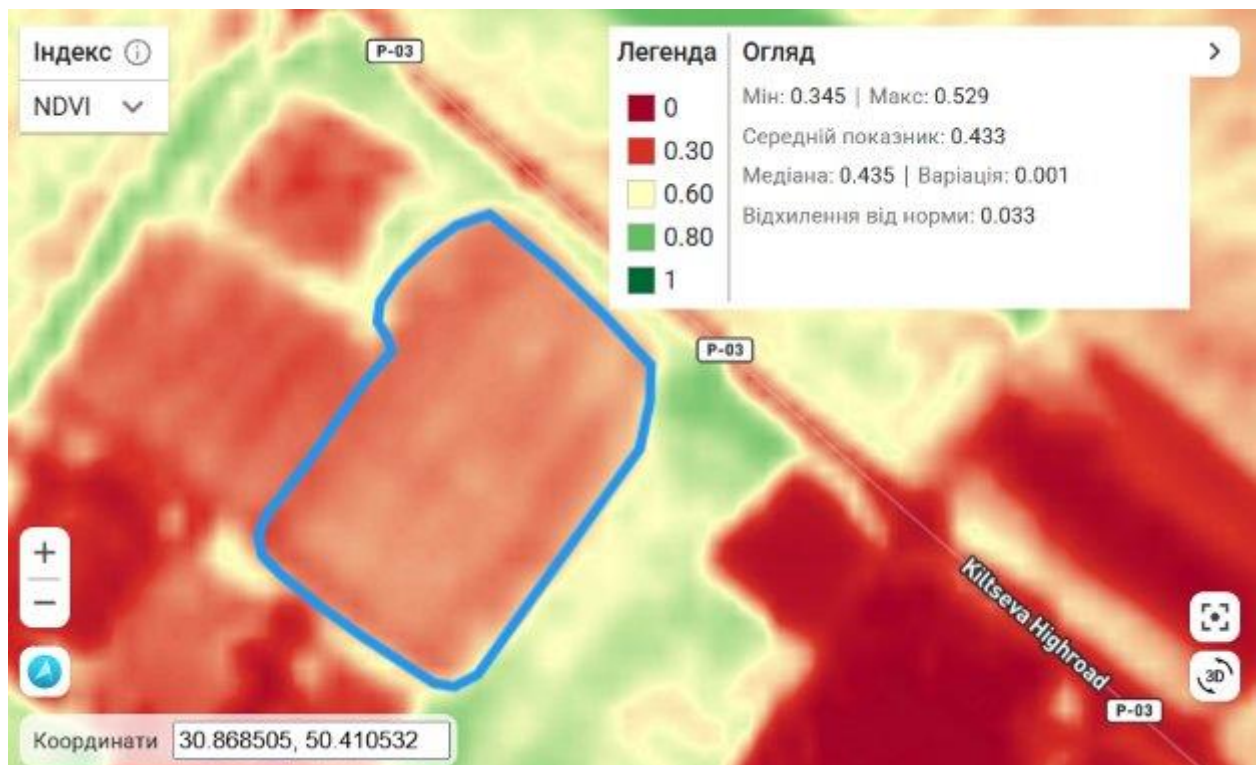 Індекс
NDVI
P-03
Легенда
0
0.30
0.60
0.80
1
Огляд
Мін: 0.345 | Макс: 0.529
Середній показник: 0.433
Медіана: 0.435 | Варіація: 0.001
Відхилення від норми: 0.033
P-03
Kiltseva Highroad
P-03
3D
Координати 30.868505, 50.410532